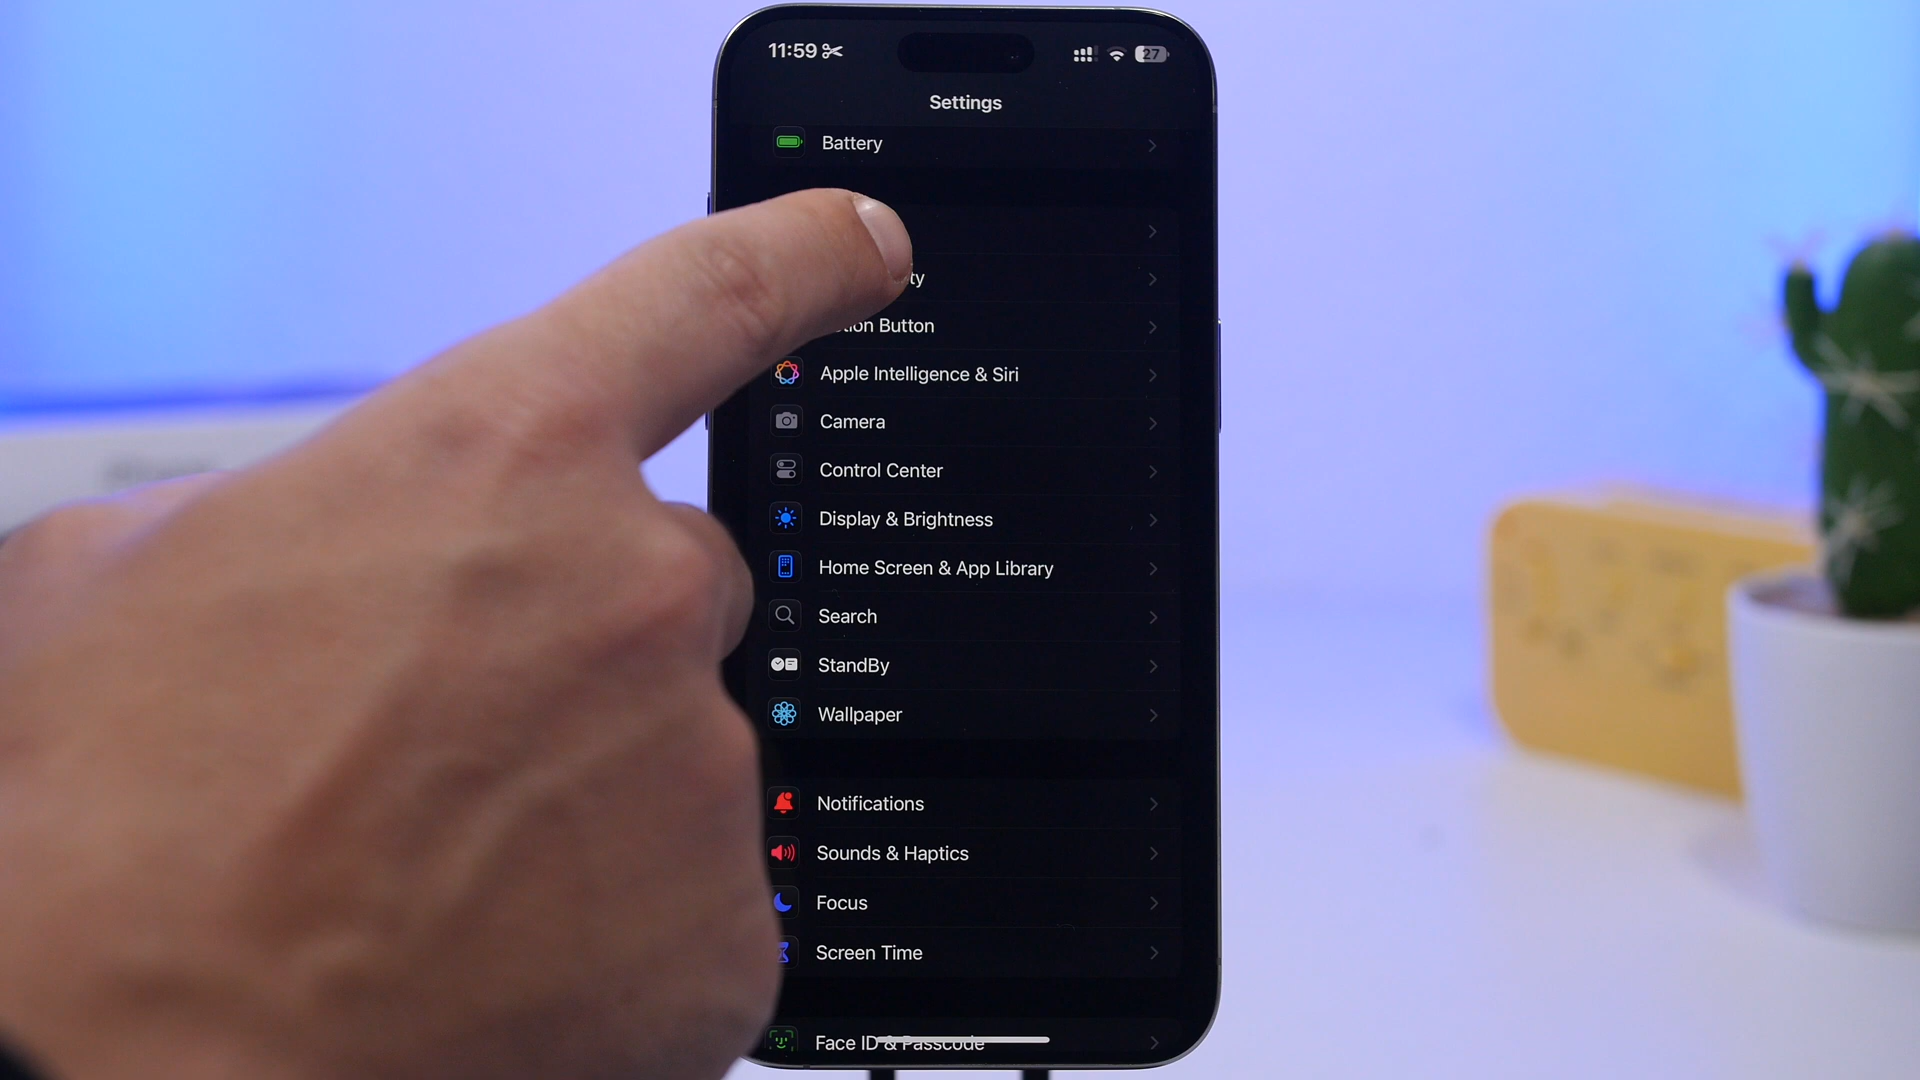 11:59
27
Settings
Battery
ty
tion Button
Apple Intelligence & Siri
Camera
Control Center
Display & Brightness
Home Screen & App Library
Search
StandBy
Wallpaper
Notifications
Sounds & Haptics
Focus
Screen Time
Face ID & Passcode